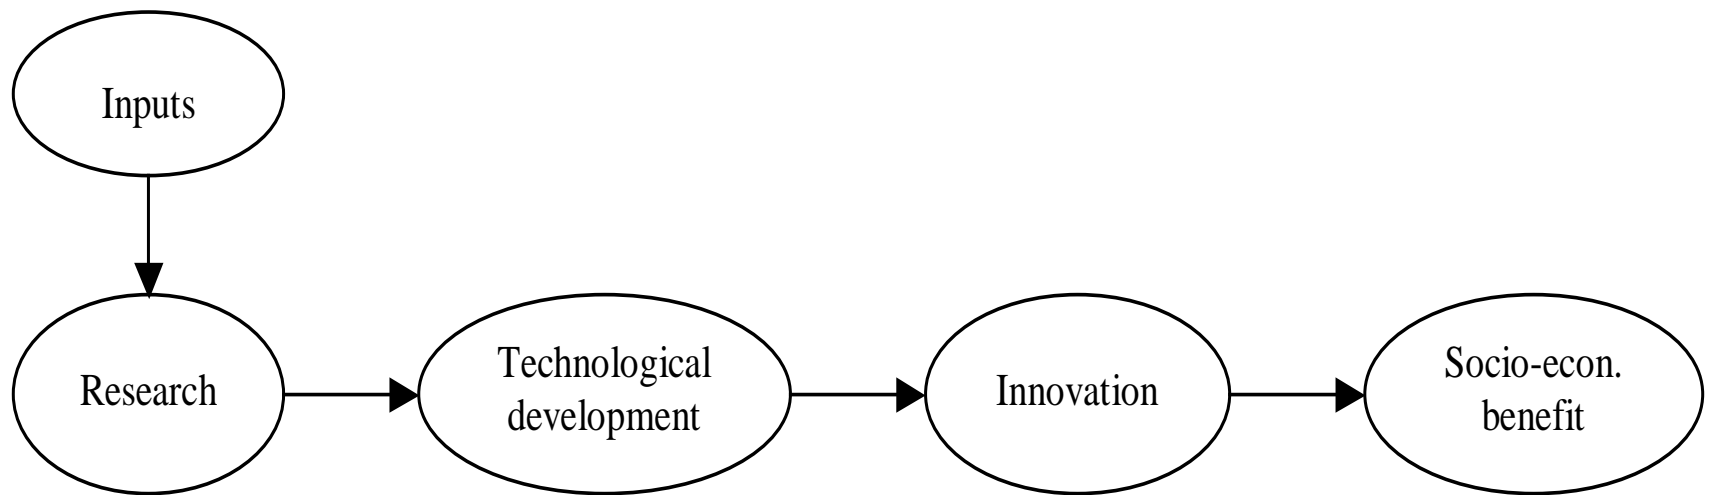 Inputs
Research
Technological
development
Innovation
Socio-econ.
benefit